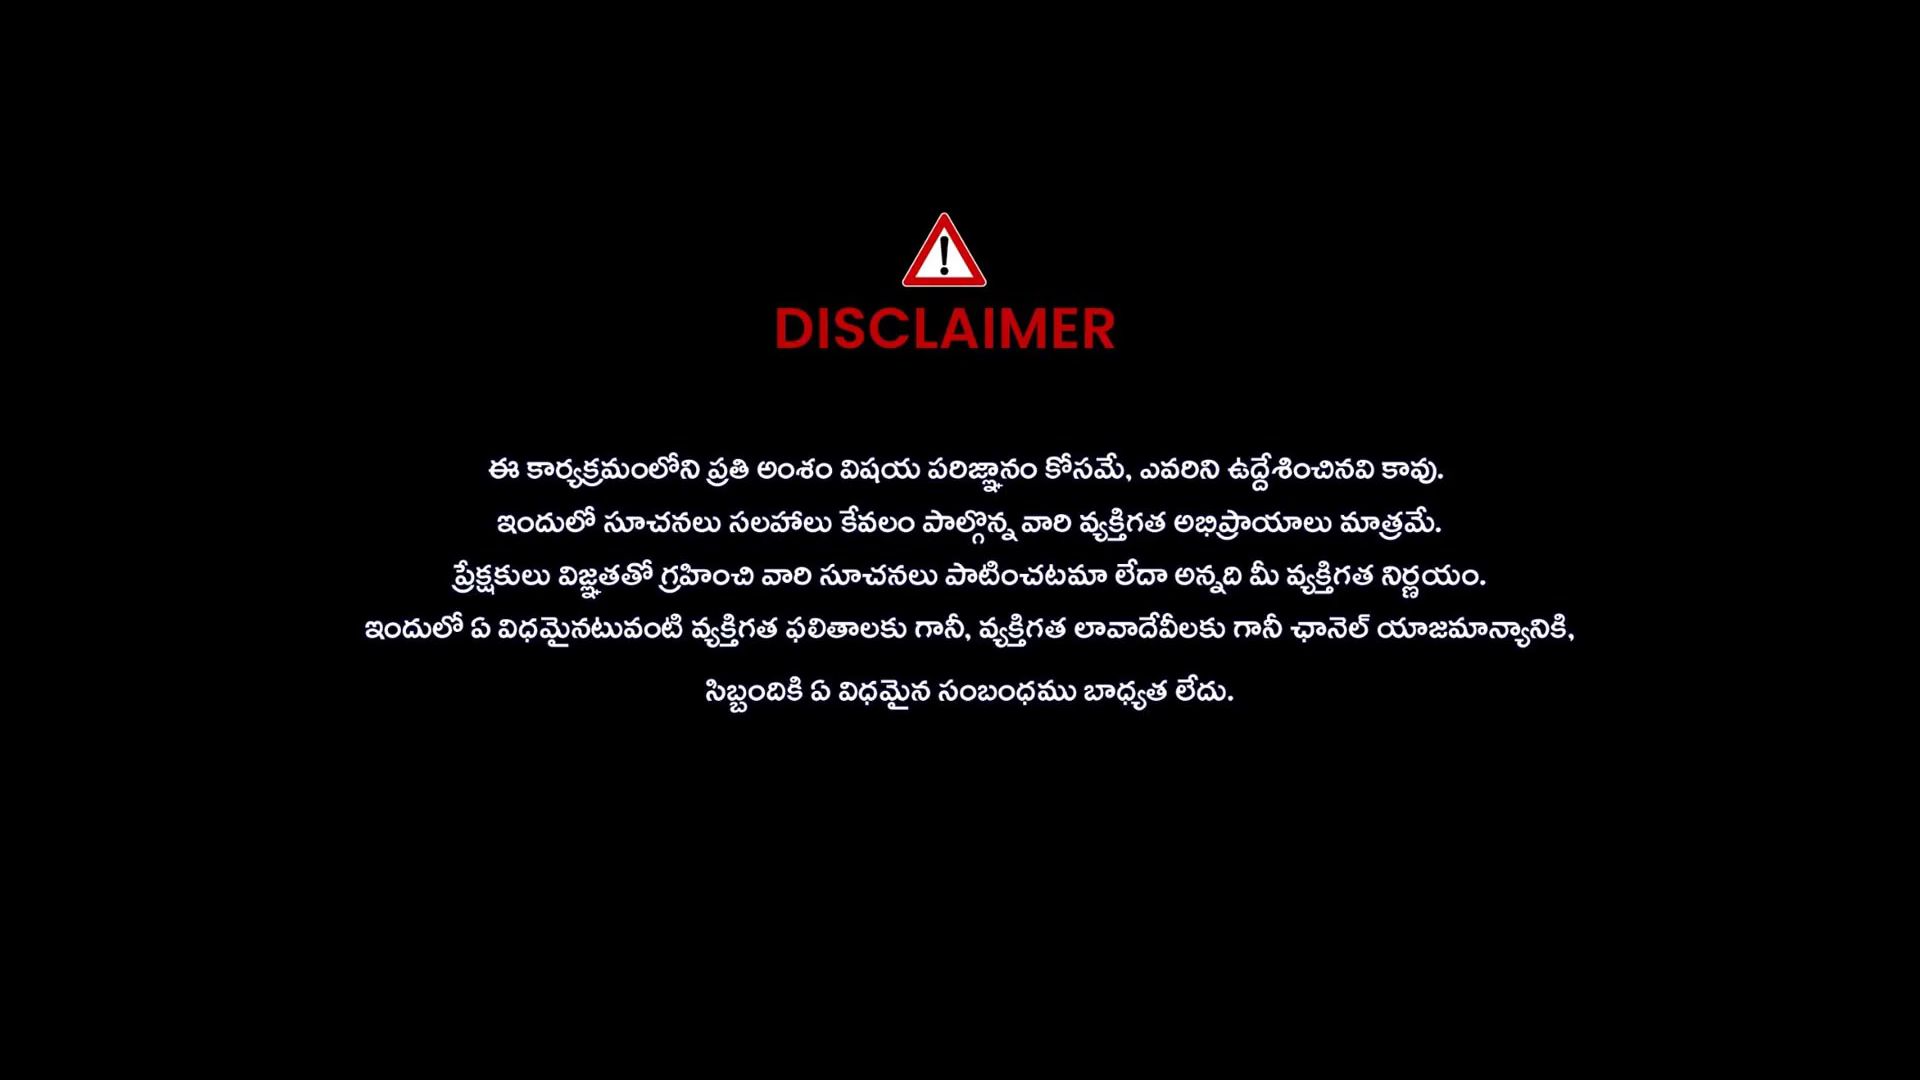 DISCLAIMER
ఈ కార్యక్రమంలోని ప్రతి అంశం విషయ పరిజ్ఞానం కోసమే, ఎవరిని ఉద్దేశించినవి కావు.
ఇందులో సూచనలు సలహాలు కేవలం పాల్గొన్న వారి వ్యక్తిగత అభిప్రాయాలు మాత్రమే.
ప్రేక్షకులు విజ్ఞతతో గ్రహించి వారి సూచనలు పాటించటమా లేదా అన్నది మీ వ్యక్తిగత నిర్ణయం.
ఇందులో ఏ విధమైనటువంటి వ్యక్తిగత ఫలితాలకు గానీ, వ్యక్తిగత లావాదేవీలకు గానీ ఛానెల్ యాజమాన్యానికి,
సిబ్బందికి ఏ విధమైన సంబంధము బాధ్యత లేదు.